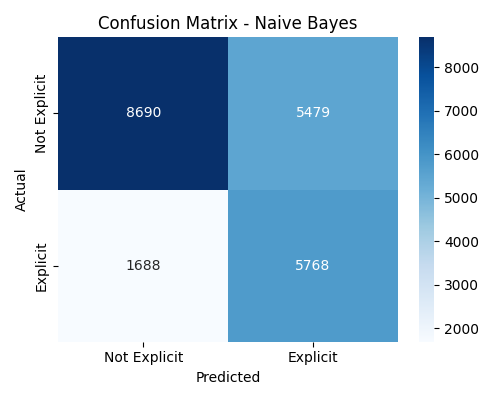 Confusion Matrix - Naive Bayes
Not Explicit
8690
5479
8000
7000
6000
5000
4000
3000
2000
Actual
Explicit
1688
5768
Not Explicit
Explicit
Predicted